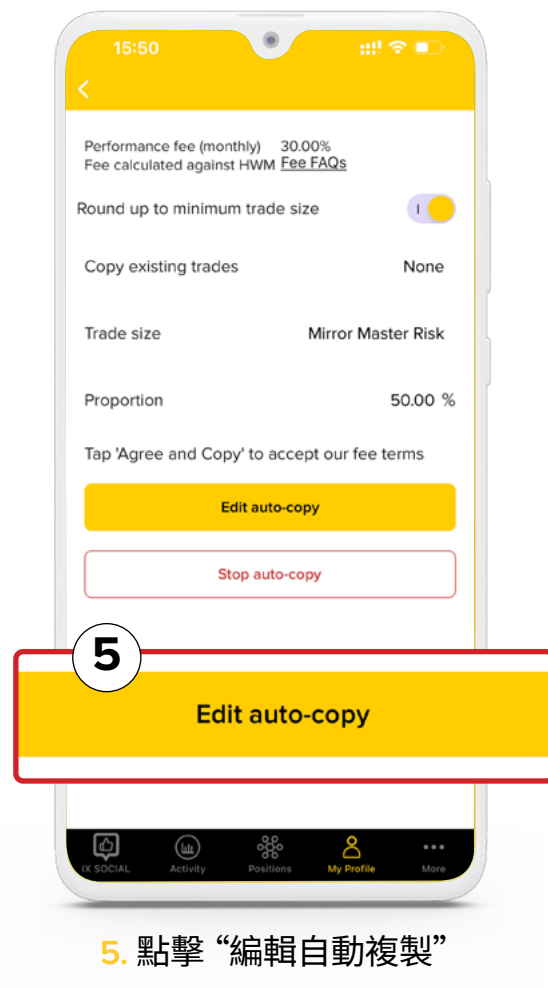 15:50
Performance fee (monthly) 30.00%
Fee calculated against HWM Fee FAQs
Round up to minimum trade size
Copy existing trades None
Trade size Mirror Master Risk
Proportion 50.00 %
Tap 'Agree and Copy' to accept our fee terms
Edit auto-copy
Stop auto-copy
5
Edit auto-copy
IX SOCIAL Activity Positions My Profile More
5. 點擊 “編輯自動複製”